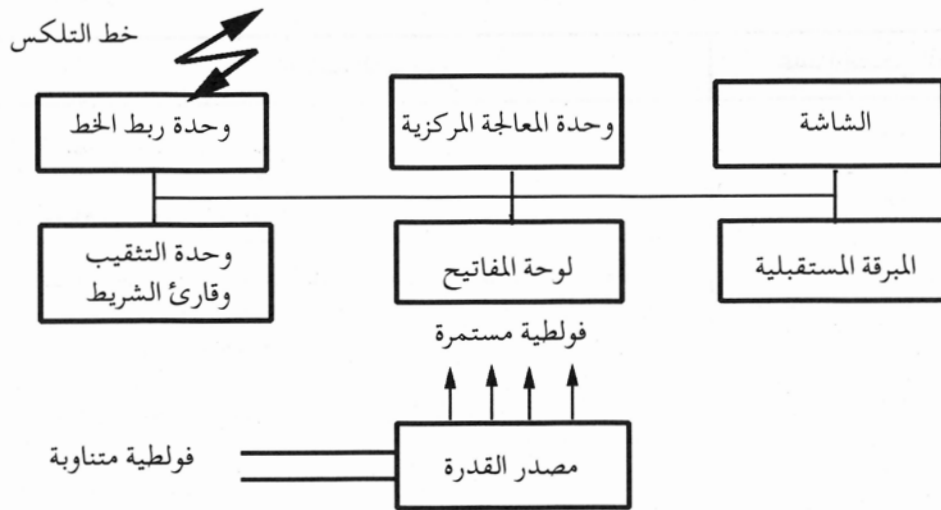 خط التلكس
وحدة ربط الخط
وحدة المعالجة المركزية
الشاشة
وحدة التثقيب
وقارئ الشريط
لوحة المفاتيح
المبرقة المستقبلية
فولطية مستمرة
فولطية متناوبة
مصدر القدرة